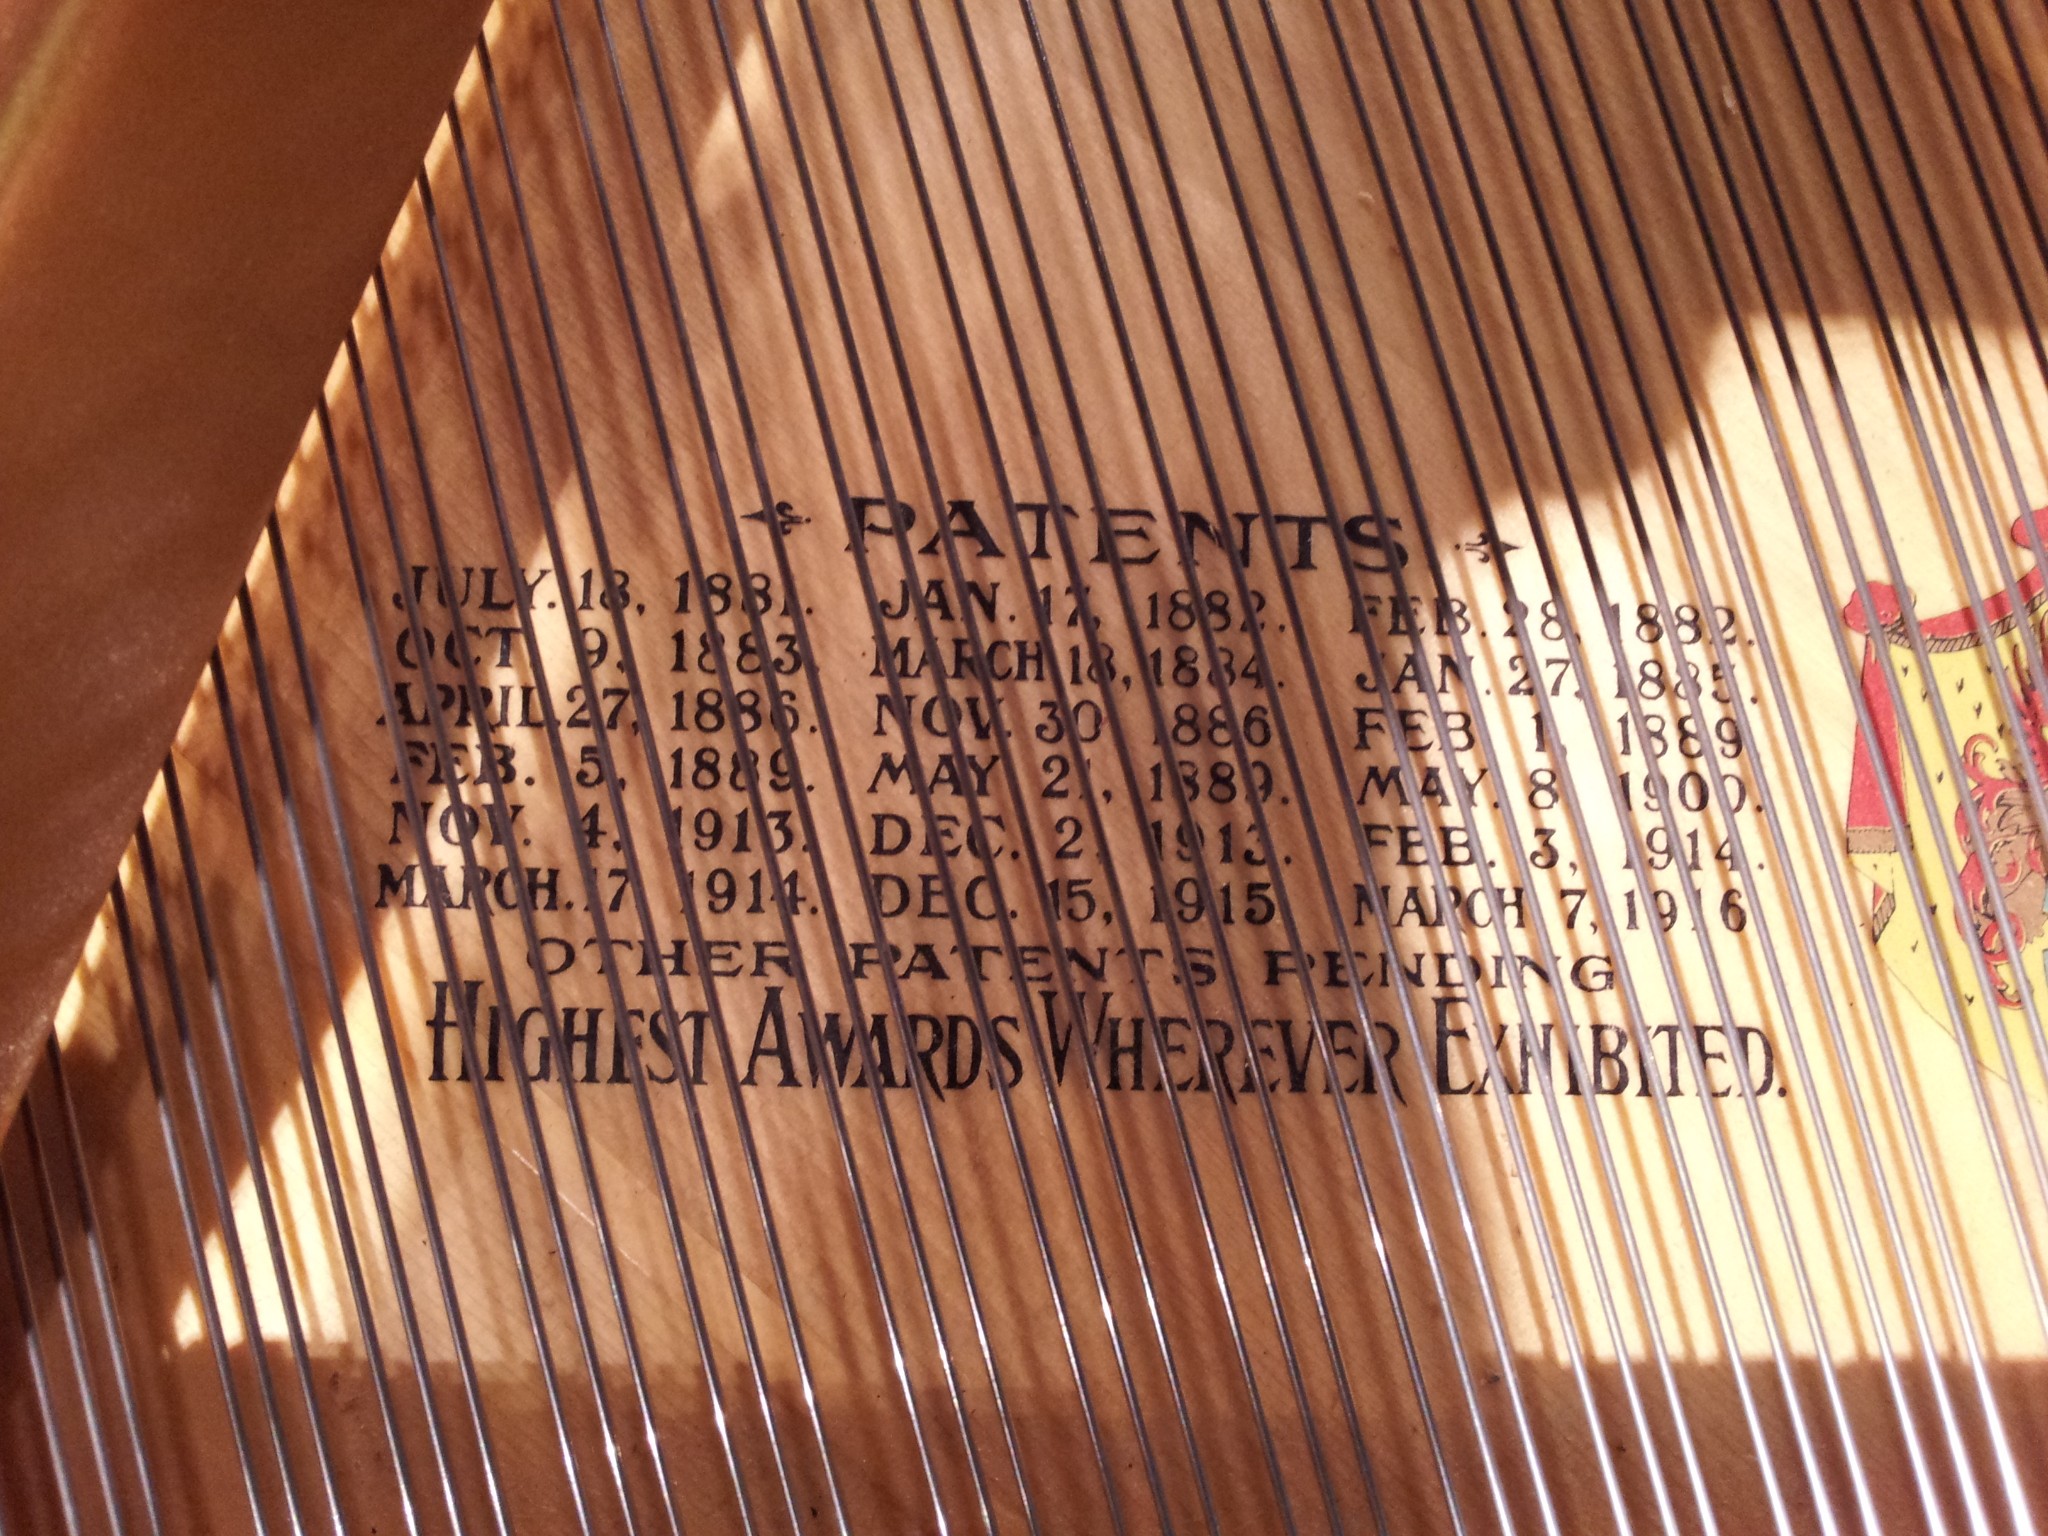 PATENTS
JULY. 18, 1881. JAN. 17, 1882. FEB. 28, 1882.
OCT. 9, 1883. MARCH 18, 1884. JAN. 27, 1885.
APRIL. 27, 1886. NOV. 30 1886 FEB 1, 1889
FEB. 5, 1889. MAY 21, 1889. MAY. 8 1900.
NOV. 4, 1913. DEC. 2, 1913. FEB. 3, 1914.
MARCH. 17 1914. DEC. 15, 1915 MARCH 7, 1916
OTHER PATENTS PENDING
HIGHEST AWARDS WHEREVER EXHIBITED.